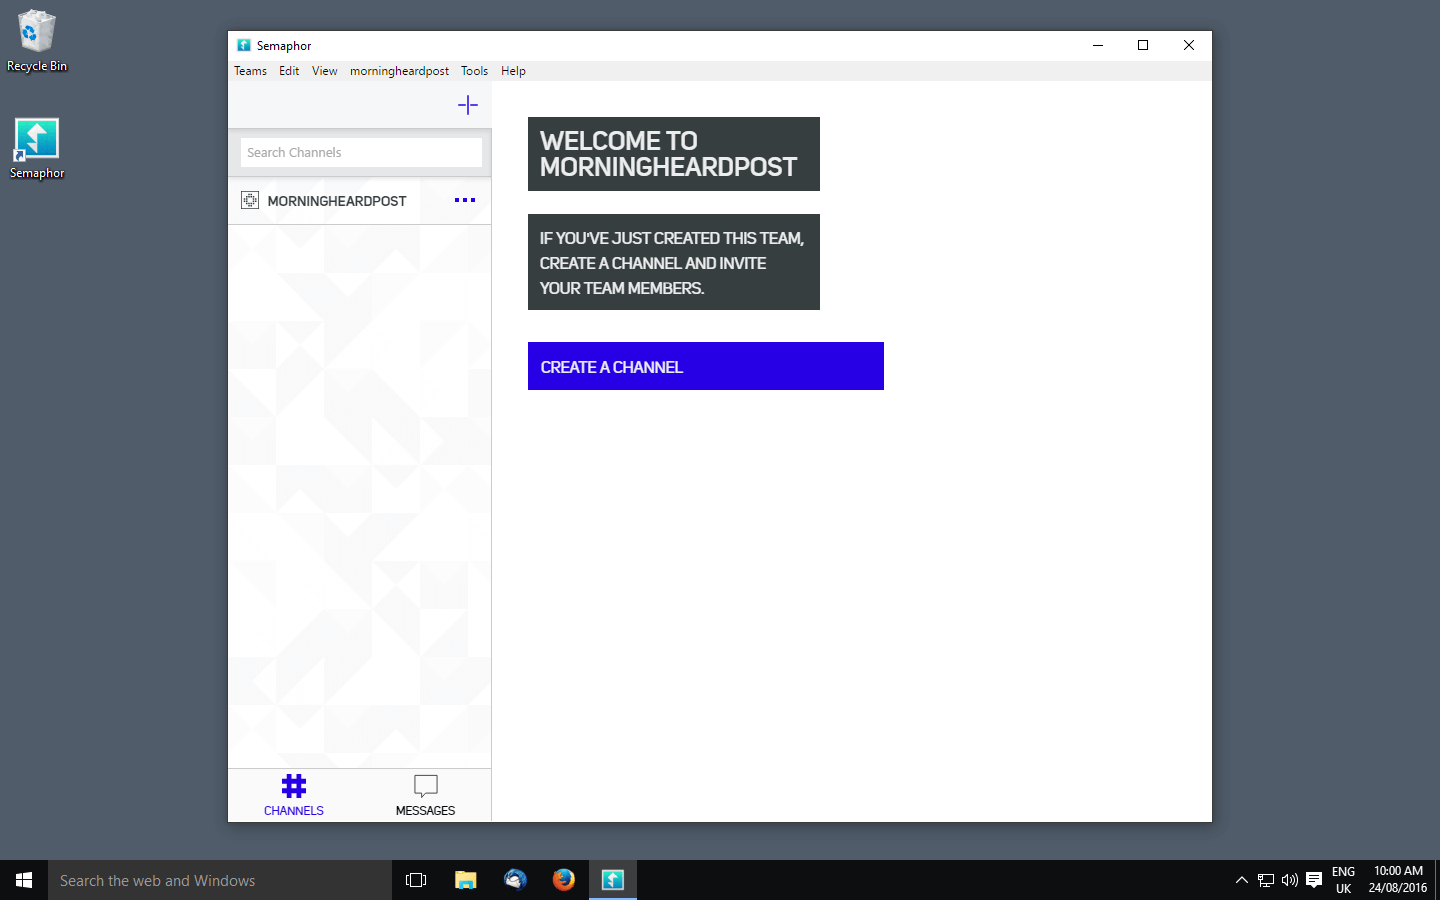 Recycle Bin
Semaphor
Semaphor
Teams Edit View morningheardpost Tools Help
Search Channels
MORNINGHEARDPOST
CHANNELS
MESSAGES
WELCOME TO
MORNINGHEARDPOST
IF YOU'VE JUST CREATED THIS TEAM,
CREATE A CHANNEL AND INVITE
YOUR TEAM MEMBERS.
CREATE A CHANNEL
Search the web and Windows
ENG
UK
10:00 AM
24/08/2016